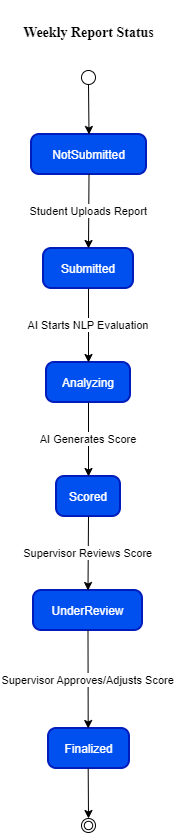 Weekly Report Status
NotSubmitted
Student Uploads Report
Submitted
AI Starts NLP Evaluation
Analyzing
AI Generates Score
Scored
Supervisor Reviews Score
UnderReview
Supervisor Approves/Adjusts Score
Finalized